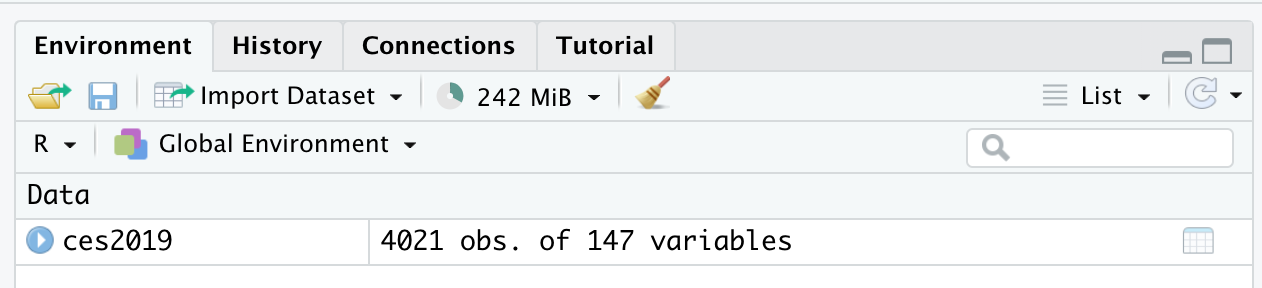 Environment History Connections Tutorial
Import Dataset 242 MiB List
R Global Environment
Data
ces2019 4021 obs. of 147 variables